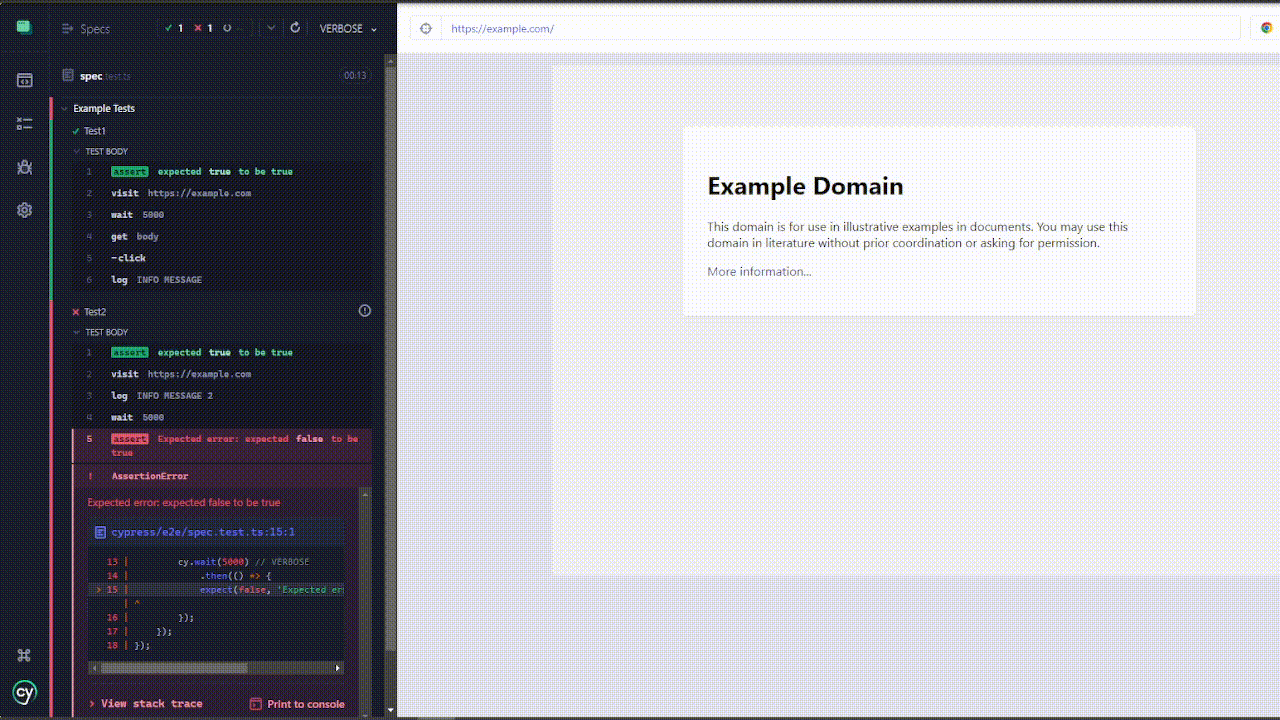 Specs
1
1
VERBOSE
https://example.com/
spec.test.ts
00:13
Example Tests
Test1
TEST BODY
1 assert expected true to be true
2 visit https://example.com
3 wait 5000
4 get body
5 -click
6 log INFO MESSAGE
Test2
TEST BODY
1 assert expected true to be true
2 visit https://example.com
3 log INFO MESSAGE 2
4 wait 5000
5 assert Expected error: expected false to be
true
! AssertionError
Expected error: expected false to be true
cypress/e2e/spec.test.ts:15:1
13 | cy.wait(5000) // VERBOSE
14 | .then(() => {
> 15 | expect(false, 'Expected er
| ^
16 | });
17 | });
18 | });
> View stack trace
Print to console
cy
Example Domain
This domain is for use in illustrative examples in documents. You may use this
domain in literature without prior coordination or asking for permission.
More information...